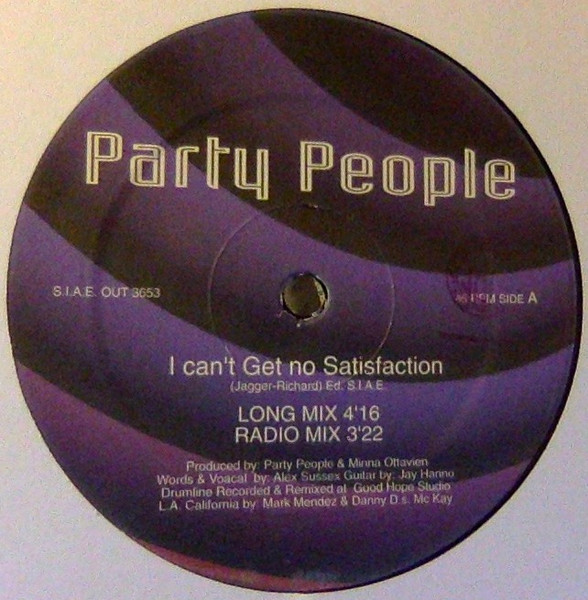 Party People
S.I.A.E. OUT 3653
RPM SIDE A
I can't Get no Satisfaction
(Jagger-Richard) Ed. S.I.A.E.
LONG MIX 4'16
RADIO MIX 3'22
Produced by: Party People & Minna Ottavien
Words & Voacal by: Alex Sussex Guitar by: Jay Hanno
Drumline Recorded & Remixed at Good Hope Studio
L.A. California by: Mark Mendez & Danny D.s. Mc Kay